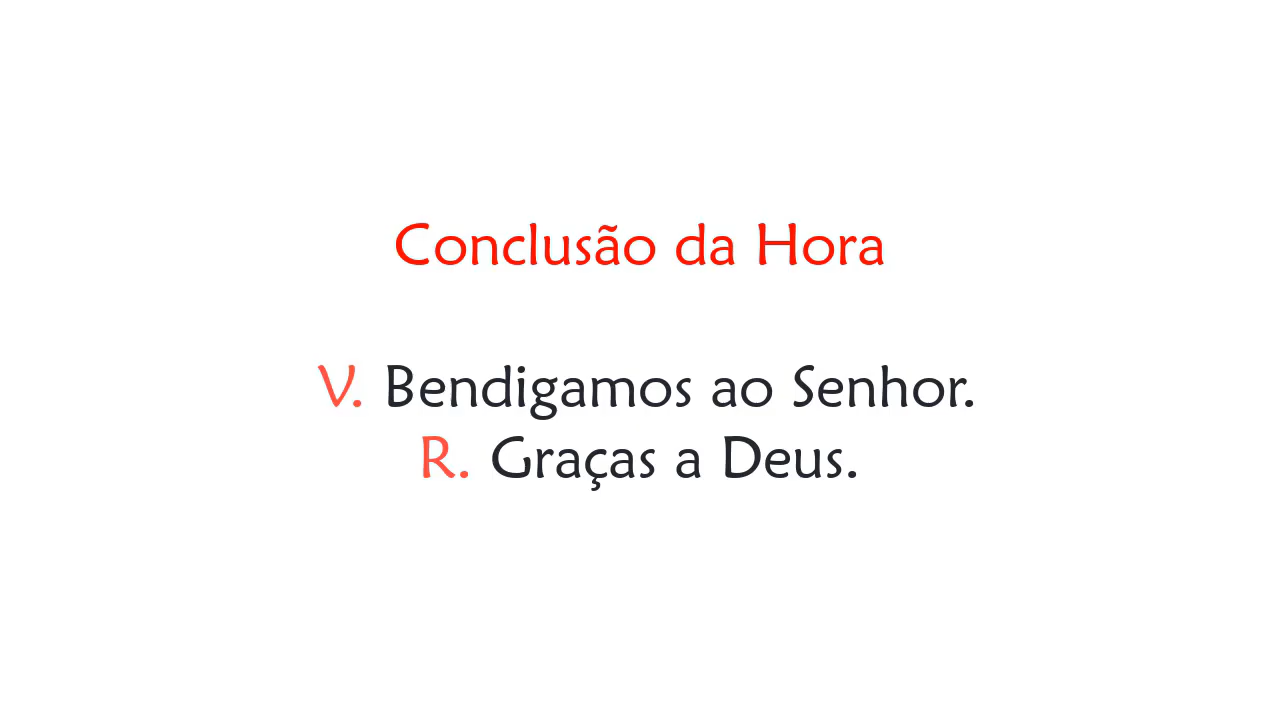 Conclusão da Hora
V. Bendigamos ao Senhor.
R. Graças a Deus.